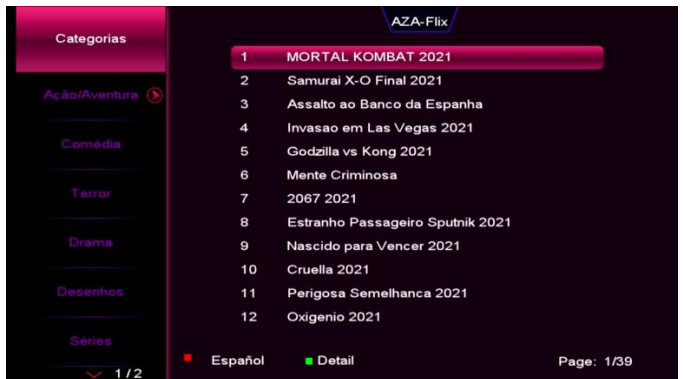 AZA-Flix
Categorias
Ação/Aventura
Comédia
Terror
Drama
Desenhos
Séries
1/2
1 MORTAL KOMBAT 2021
2 Samurai X-O Final 2021
3 Assalto ao Banco da Espanha
4 Invasao em Las Vegas 2021
5 Godzilla vs Kong 2021
6 Mente Criminosa
7 2067 2021
8 Estranho Passageiro Sputnik 2021
9 Nascido para Vencer 2021
10 Cruella 2021
11 Perigosa Semelhanca 2021
12 Oxigenio 2021
Español Detail Page: 1/39